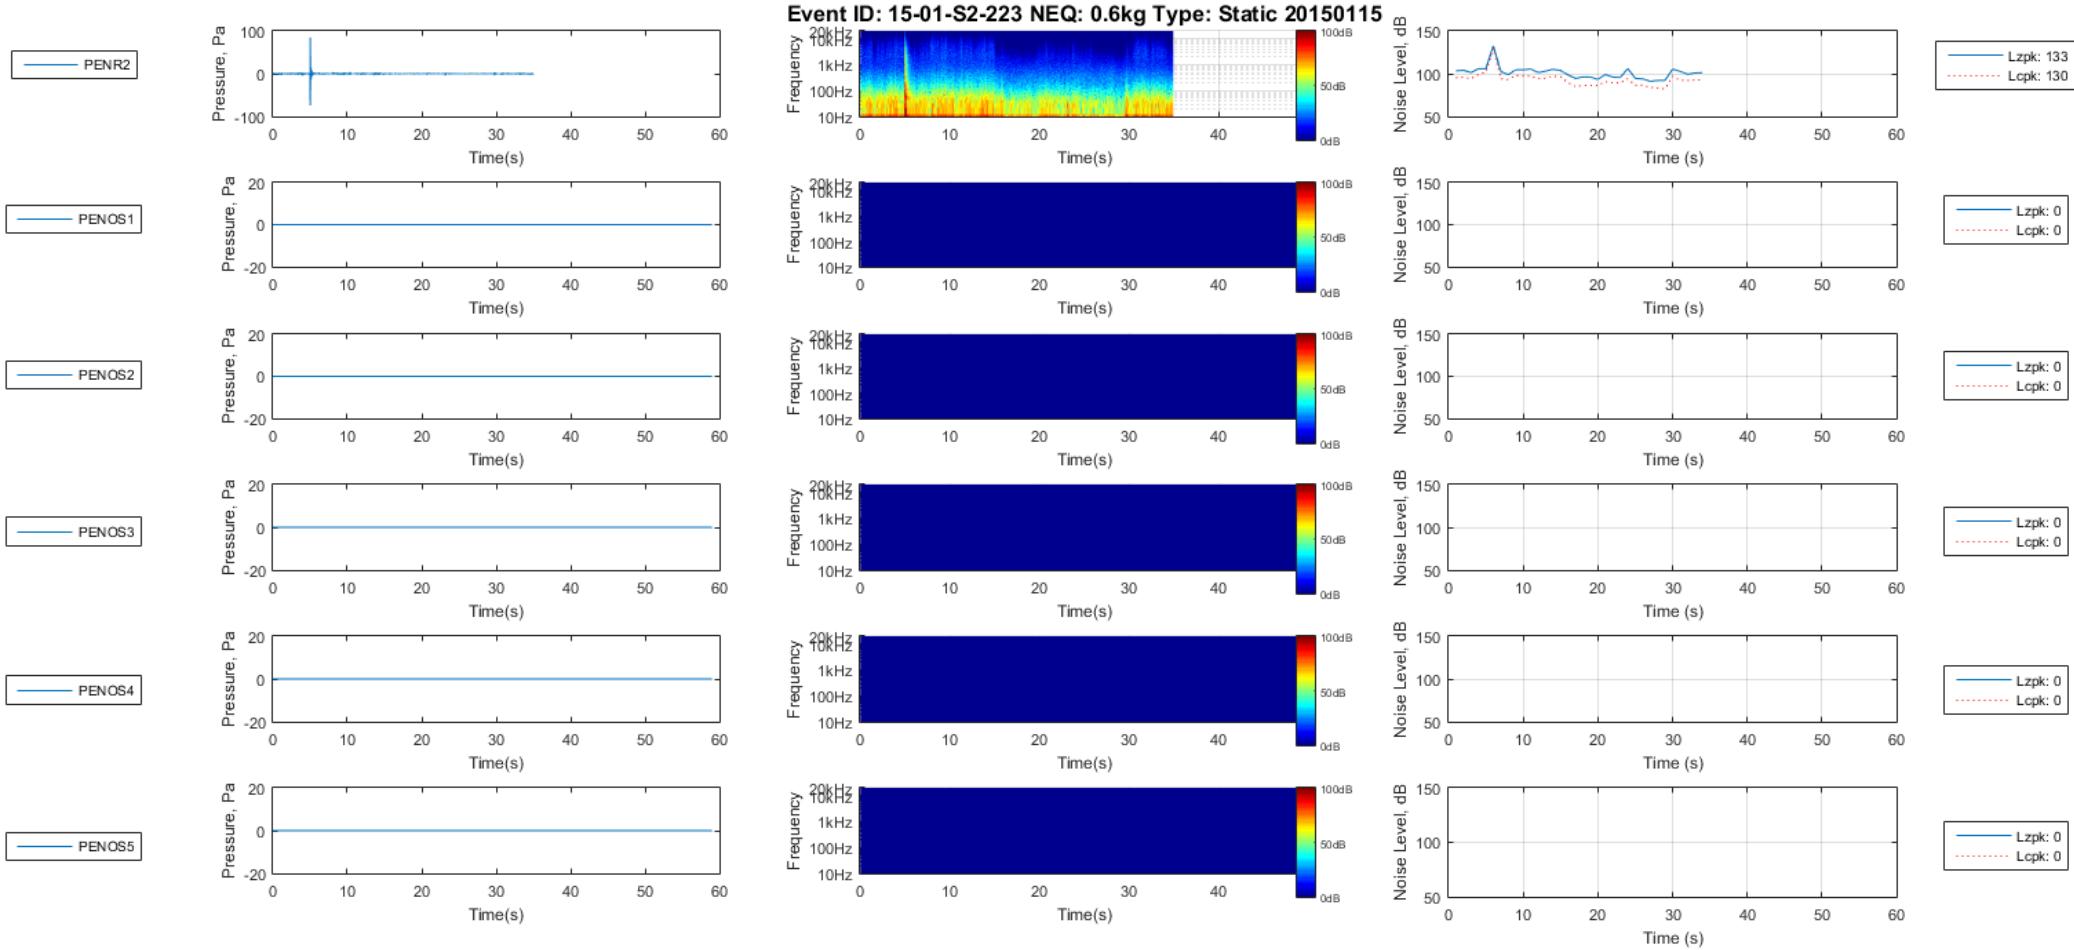 Event ID: 15-01-S2-223 NEQ: 0.6kg Type: Static 20150115
PENR2
Pressure, Pa
100
0
-100
0 10 20 30 40 50 60
Time(s)
Frequency
20kHz
10kHz
1kHz
100Hz
10Hz
0 10 20 30 40
Time(s)
100dB
50dB
0dB
Noise Level, dB
150
100
50
0 10 20 30 40 50 60
Time (s)
Lzpk: 133
Lcpk: 130
PENOS1
Pressure, Pa
20
0
-20
0 10 20 30 40 50 60
Time(s)
Frequency
20kHz
10kHz
1kHz
100Hz
10Hz
0 10 20 30 40
Time(s)
100dB
50dB
0dB
Noise Level, dB
150
100
50
0 10 20 30 40 50 60
Time (s)
Lzpk: 0
Lcpk: 0
PENOS2
Pressure, Pa
20
0
-20
0 10 20 30 40 50 60
Time(s)
Frequency
20kHz
10kHz
1kHz
100Hz
10Hz
0 10 20 30 40
Time(s)
100dB
50dB
0dB
Noise Level, dB
150
100
50
0 10 20 30 40 50 60
Time (s)
Lzpk: 0
Lcpk: 0
PENOS3
Pressure, Pa
20
0
-20
0 10 20 30 40 50 60
Time(s)
Frequency
20kHz
10kHz
1kHz
100Hz
10Hz
0 10 20 30 40
Time(s)
100dB
50dB
0dB
Noise Level, dB
150
100
50
0 10 20 30 40 50 60
Time (s)
Lzpk: 0
Lcpk: 0
PENOS4
Pressure, Pa
20
0
-20
0 10 20 30 40 50 60
Time(s)
Frequency
20kHz
10kHz
1kHz
100Hz
10Hz
0 10 20 30 40
Time(s)
100dB
50dB
0dB
Noise Level, dB
150
100
50
0 10 20 30 40 50 60
Time (s)
Lzpk: 0
Lcpk: 0
PENOS5
Pressure, Pa
20
0
-20
0 10 20 30 40 50 60
Time(s)
Frequency
20kHz
10kHz
1kHz
100Hz
10Hz
0 10 20 30 40
Time(s)
100dB
50dB
0dB
Noise Level, dB
150
100
50
0 10 20 30 40 50 60
Time (s)
Lzpk: 0
Lcpk: 0